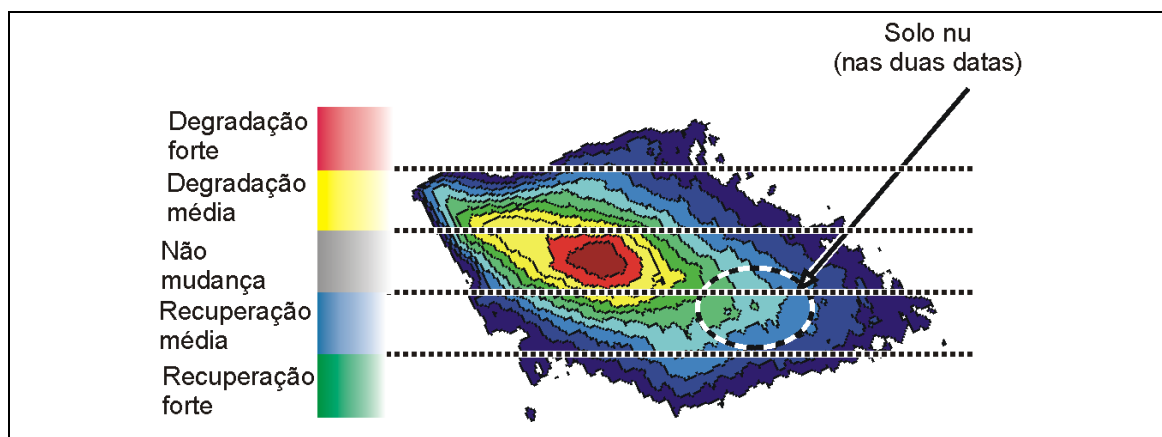 Solo nu
(nas duas datas)
Degradação
forte
Degradação
média
Não
mudança
Recuperação
média
Recuperação
forte